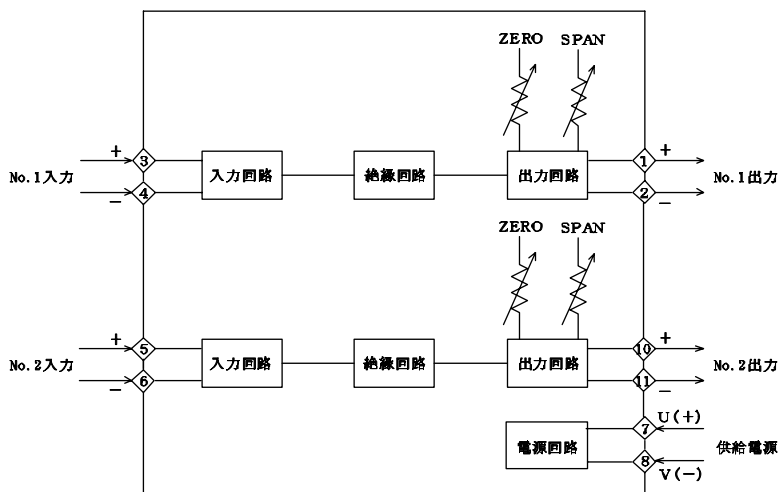 ZERO SPAN
+ ③ 入力回路 絶縁回路 出力回路 ① +
No.1入力 No.1出力
− ④ ② −
ZERO SPAN
+ ⑤ 入力回路 絶縁回路 出力回路 ⑩ +
No.2入力 No.2出力
− ⑥ ⑪ −
⑦ U(+)
電源回路 供給電源
⑧ V(−)